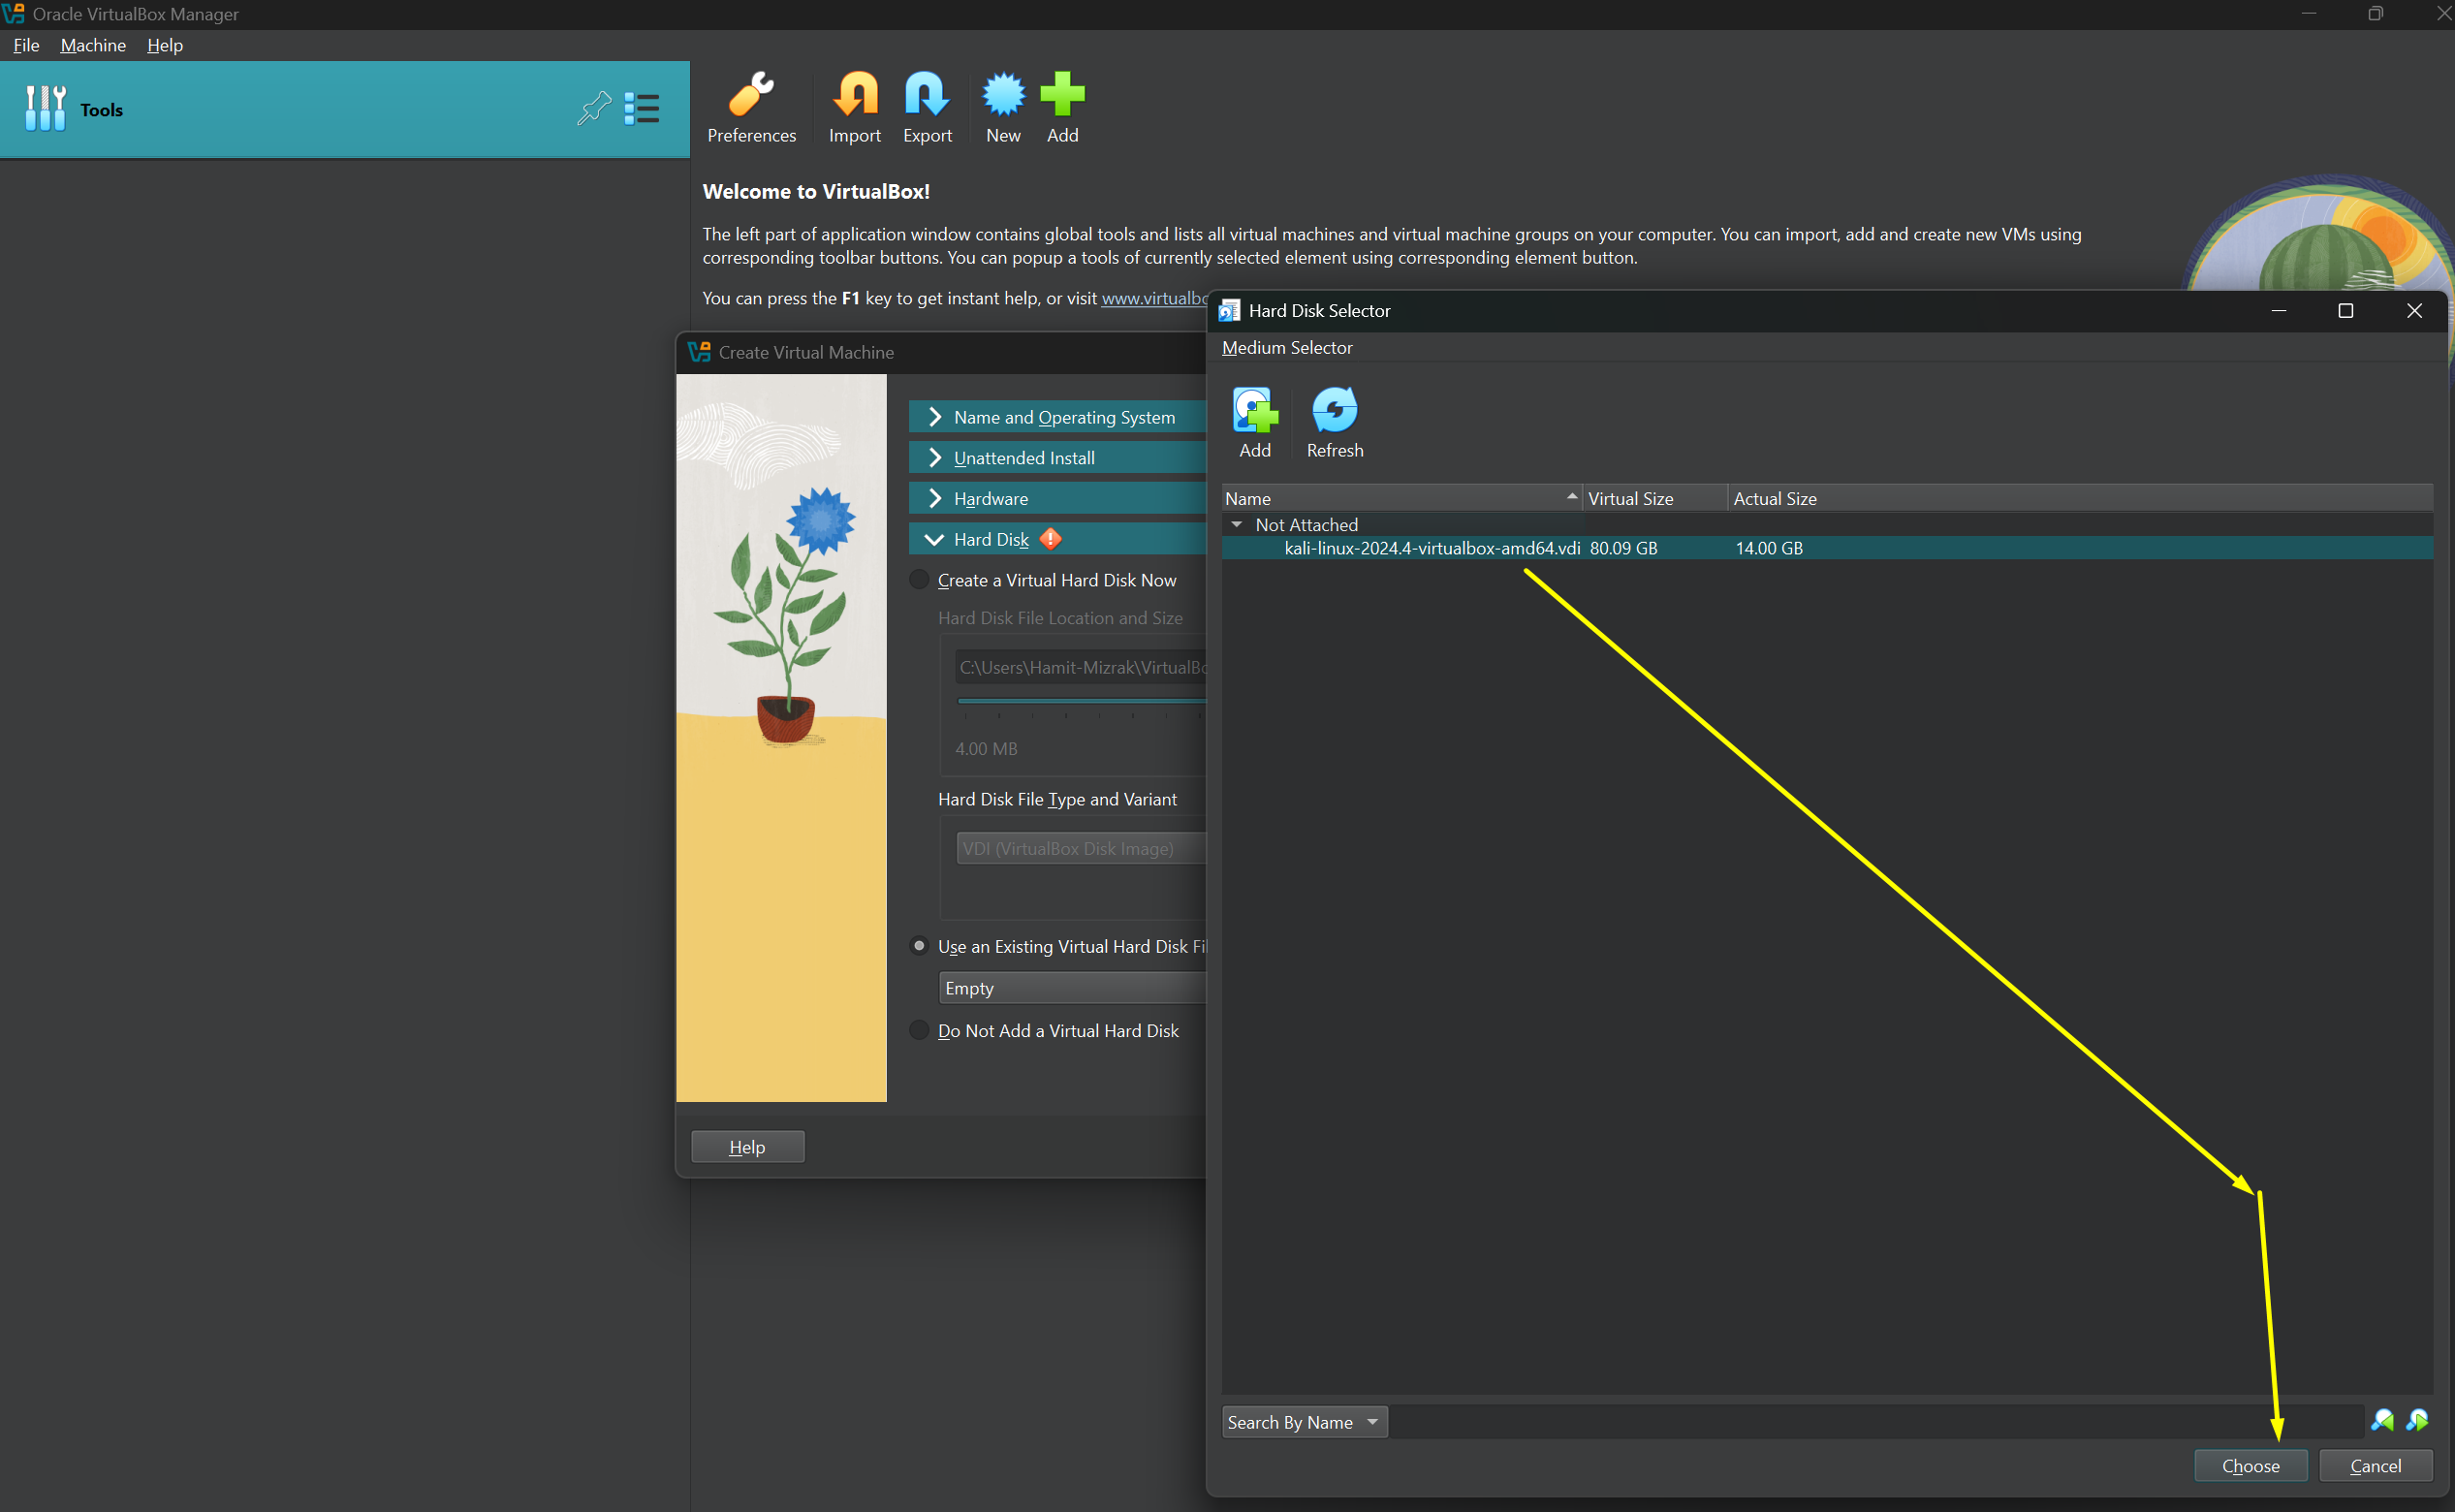 Oracle VirtualBox Manager
File Machine Help
Tools
Preferences Import Export New Add
Welcome to VirtualBox!
The left part of application window contains global tools and lists all virtual machines and virtual machine groups on your computer. You can import, add and create new VMs using
corresponding toolbar buttons. You can popup a tools of currently selected element using corresponding element button.
You can press the F1 key to get instant help, or visit www.virtualbo
Create Virtual Machine
Name and Operating System
Unattended Install
Hardware
Hard Disk
Create a Virtual Hard Disk Now
Hard Disk File Location and Size
C:\Users\Hamit-Mizrak\VirtualBo
4.00 MB
Hard Disk File Type and Variant
VDI (VirtualBox Disk Image)
Use an Existing Virtual Hard Disk Fil
Empty
Do Not Add a Virtual Hard Disk
Help
Hard Disk Selector
Medium Selector
Add Refresh
Name Virtual Size Actual Size
Not Attached
kali-linux-2024.4-virtualbox-amd64.vdi 80.09 GB 14.00 GB
Search By Name
Choose Cancel